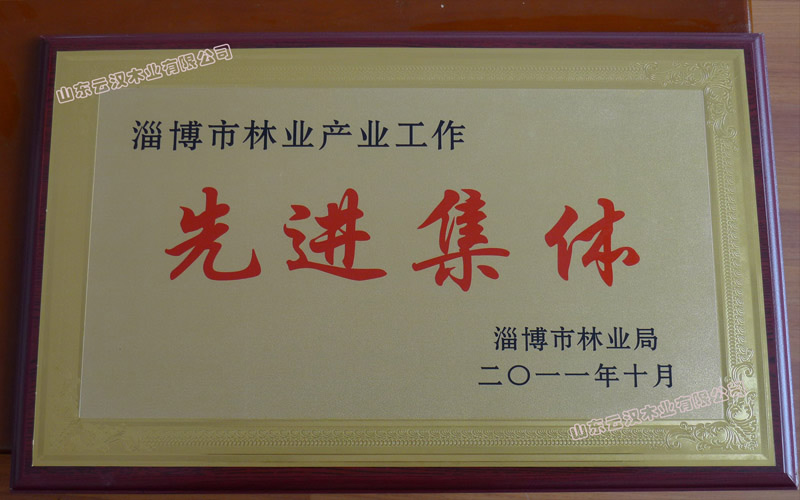 山东云汉木业有限公司
淄博市林业产业工作
先进集体
淄博市林业局
二〇一一年十月
山东云汉木业有限公司